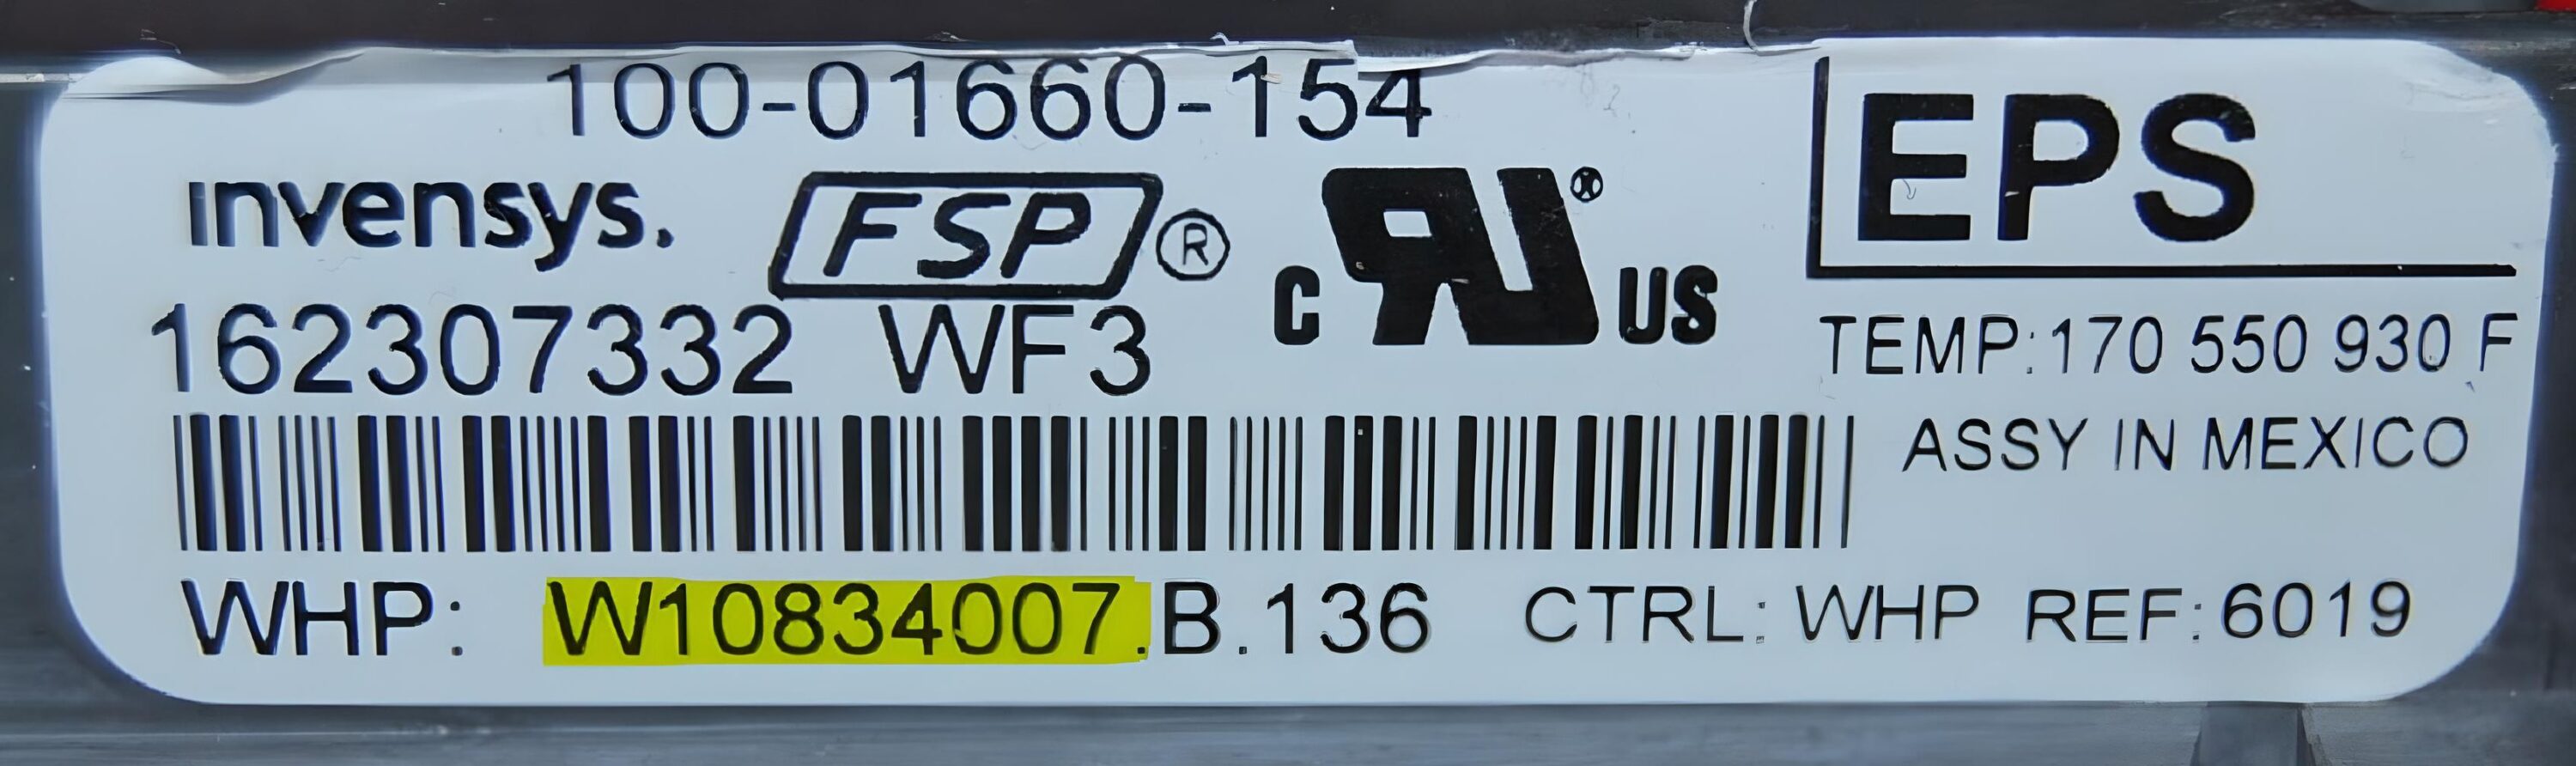 100-01660-154
EPS
invensys. FSP ®
C RU ® US
162307332 WF3
TEMP:170 550 930 F
ASSY IN MEXICO
WHP: W10834007.B.136 CTRL: WHP REF:6019